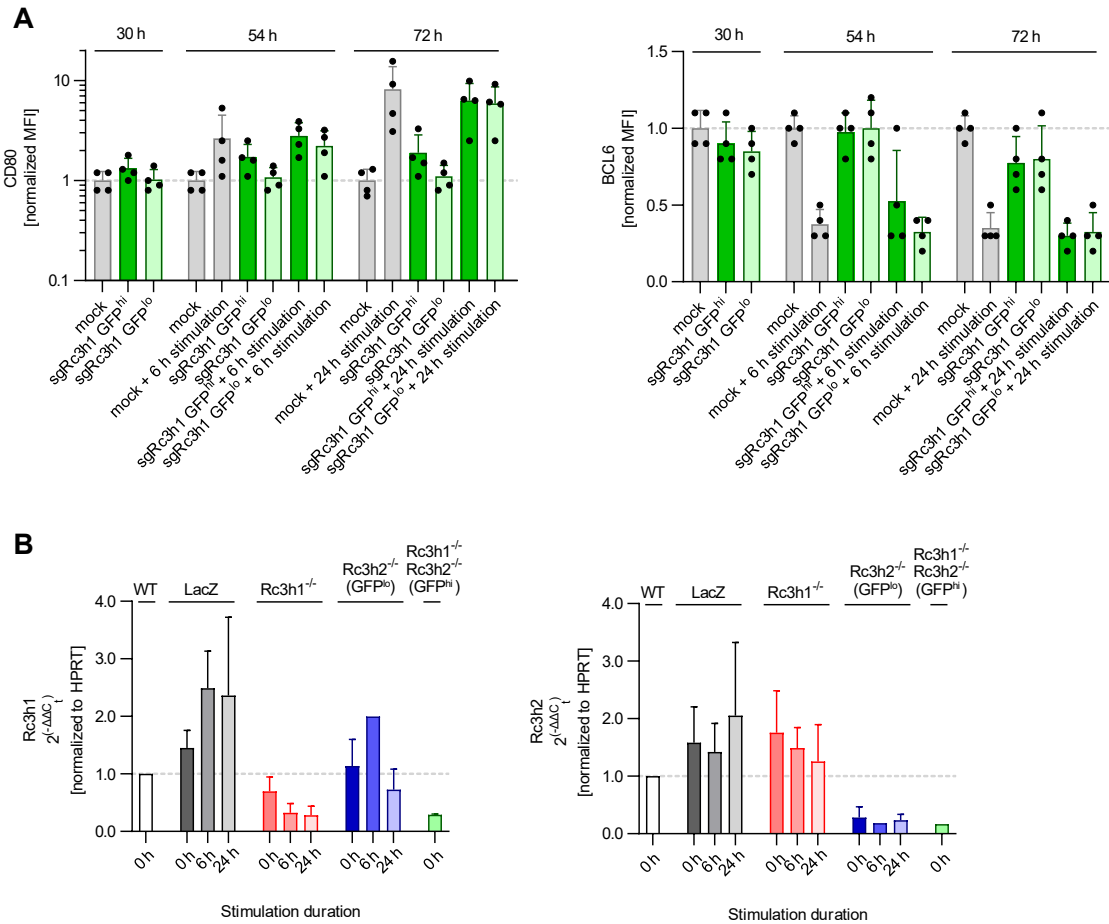 A
30 h
54 h
72 h
CD80
[normalized MFI]
10
1
0.1
mock
sgRc3h1 GFPhi
sgRc3h1 GFPlo
mock
mock + 6 h stimulation
sgRc3h1 GFPhi
sgRc3h1 GFPlo
sgRc3h1 GFPhi + 6 h stimulation
sgRc3h1 GFPlo + 6 h stimulation
mock
mock + 24 h stimulation
sgRc3h1 GFPhi
sgRc3h1 GFPlo
sgRc3h1 GFPhi + 24 h stimulation
sgRc3h1 GFPlo + 24 h stimulation
30 h
54 h
72 h
BCL6
[normalized MFI]
1.5
1.0
0.5
0.0
mock
sgRc3h1 GFPhi
sgRc3h1 GFPlo
mock
mock + 6 h stimulation
sgRc3h1 GFPhi
sgRc3h1 GFPlo
sgRc3h1 GFPhi + 6 h stimulation
sgRc3h1 GFPlo + 6 h stimulation
mock
mock + 24 h stimulation
sgRc3h1 GFPhi
sgRc3h1 GFPlo
sgRc3h1 GFPhi + 24 h stimulation
sgRc3h1 GFPlo + 24 h stimulation
B
WT
LacZ
Rc3h1-/-
Rc3h2-/-
(GFPlo)
Rc3h1-/-
Rc3h2-/-
(GFPhi)
Rc3h1
2(-ΔΔCt)
[normalized to HPRT]
4.0
3.0
2.0
1.0
0.0
0h
0h
6h
24h
0h
6h
24h
0h
6h
24h
0h
Stimulation duration
WT
LacZ
Rc3h1-/-
Rc3h2-/-
(GFPlo)
Rc3h1-/-
Rc3h2-/-
(GFPhi)
Rc3h2
2(-ΔΔCt)
[normalized to HPRT]
4.0
3.0
2.0
1.0
0.0
0h
0h
6h
24h
0h
6h
24h
0h
6h
24h
0h
Stimulation duration